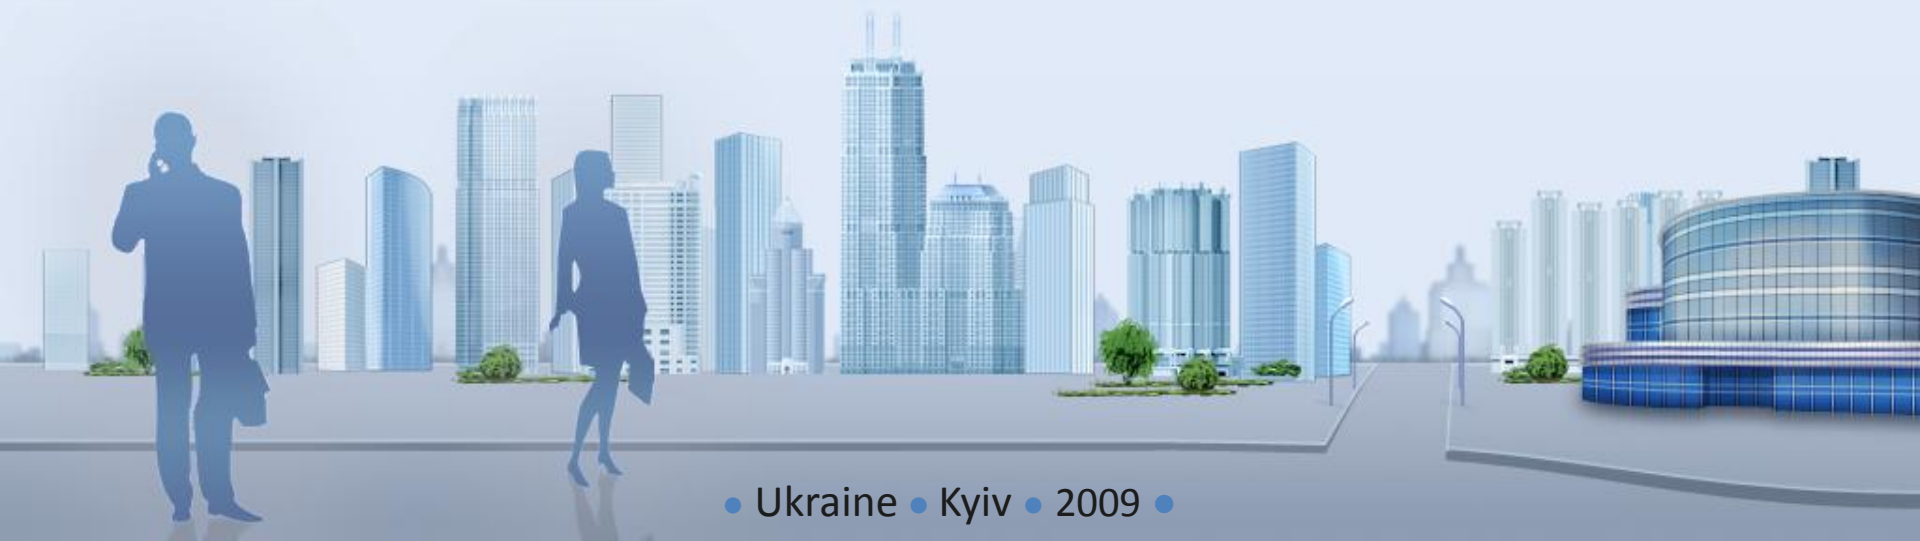 • Ukraine • Kyiv • 2009 •